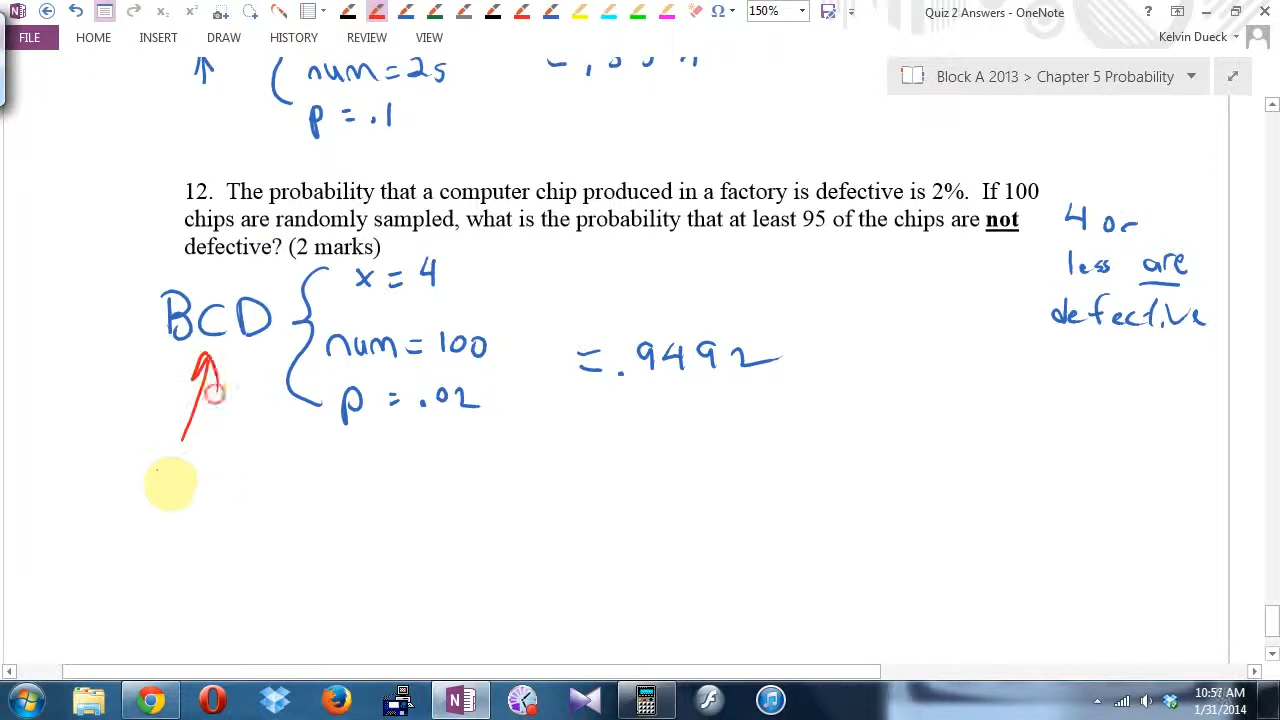 Quiz 2 Answers - OneNote
150%
FILE HOME INSERT DRAW HISTORY REVIEW VIEW
Kelvin Dueck
Block A 2013 > Chapter 5 Probability
num = 25
p = .1
12. The probability that a computer chip produced in a factory is defective is 2%. If 100
chips are randomly sampled, what is the probability that at least 95 of the chips are not
defective? (2 marks)
4 or
less are
defective
x = 4
BCD
num = 100
= .9492
p = .02
1/31/2014